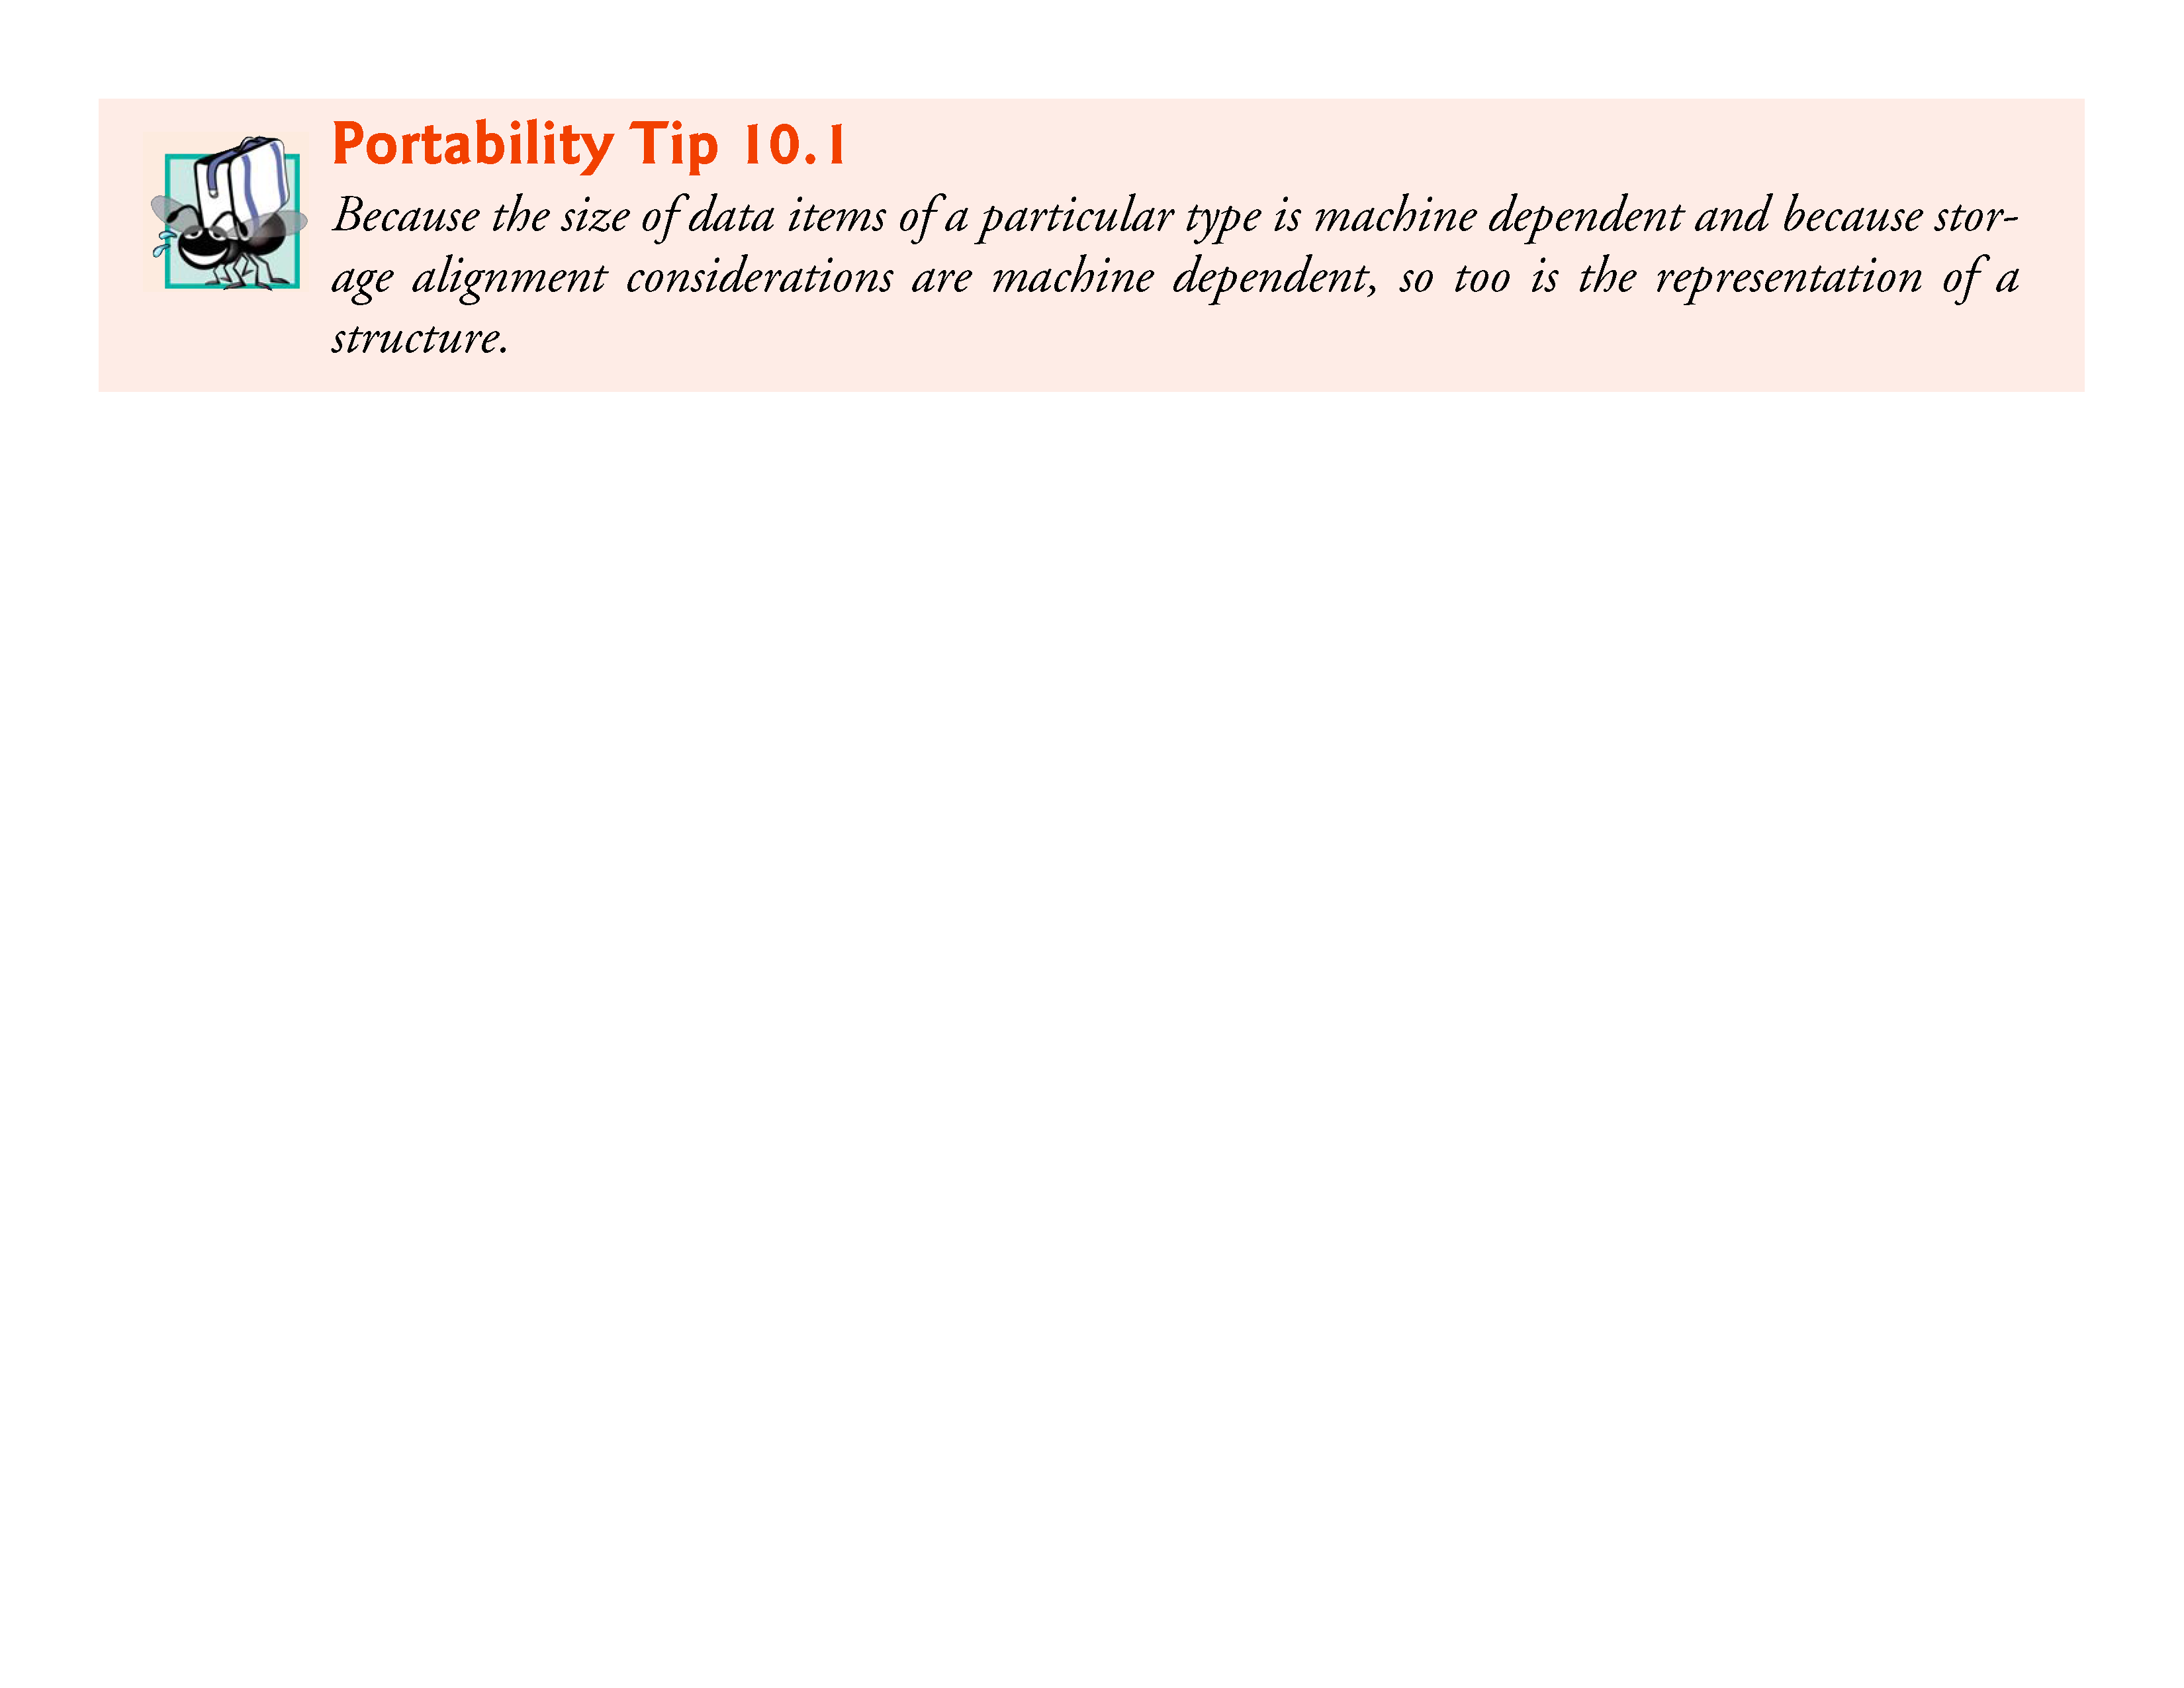 Portability Tip 10.1
Because the size of data items of a particular type is machine dependent and because stor-
age alignment considerations are machine dependent, so too is the representation of a
structure.